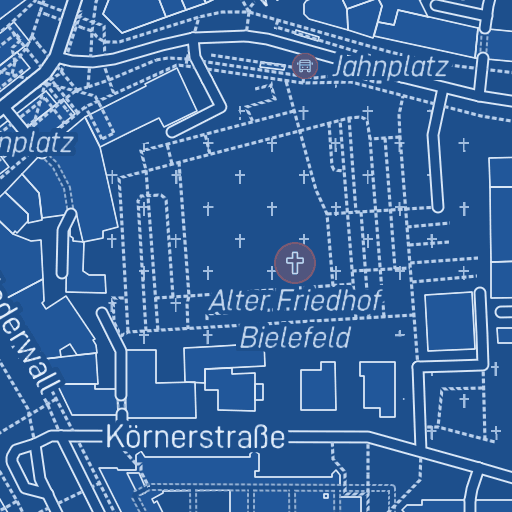 Jahnplatz
nplatz
Alter Friedhof
Bielefeld
derwall
Körnerstraße